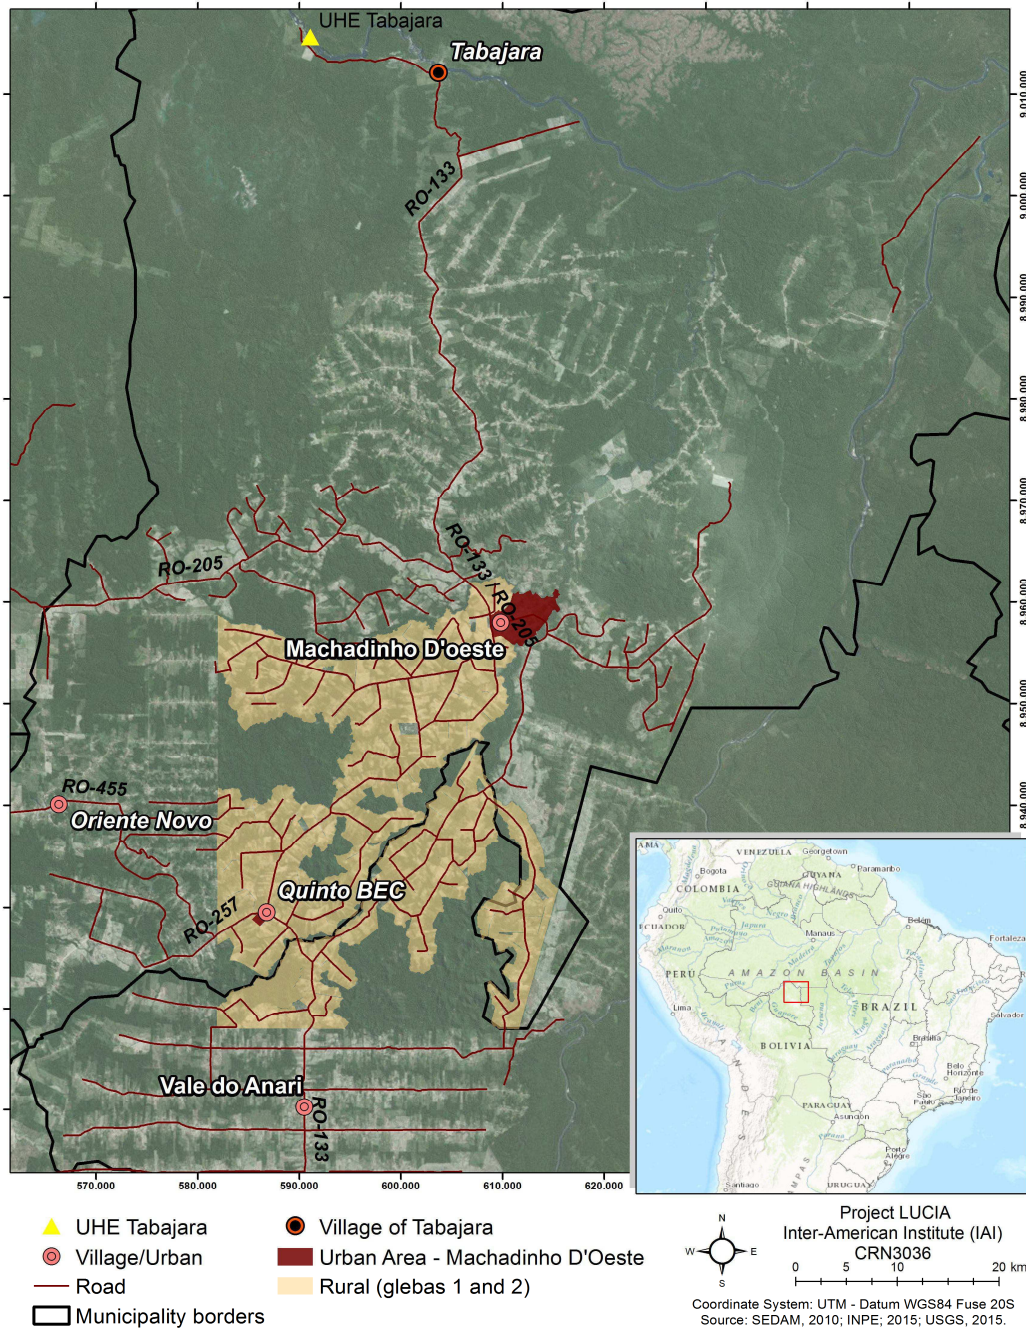 UHE Tabajara
Tabajara
9.010.000
RO-133
9.000.000
8.990.000
8.980.000
8.970.000
RO-133 / RO-205
RO-205
8.960.000
Machadinho D'oeste
8.950.000
RO-455
Oriente Novo
8.940.000
Quinto BEC
RO-257
Vale do Anari
RO-133
570.000
580.000
590.000
600.000
610.000
620.000
VENEZUELA
Georgetown
Bogota
GUYANA
Paramaribo
COLOMBIA
GUIANA HIGHLANDS
Quito
Negro
Japura
Belém
ECUADOR
Manaus
Fortaleza
Amazon
Madeira
PERU
AMAZON BASIN
Purus
Lima
BRAZIL
Salvador
BOLIVIA
Brasília
Belo
Horizonte
PARAGUAY
São
Paulo
Rio de
Janeiro
Asuncion
Porto
Alegre
Santiago
URUGUAY
UHE Tabajara
Village of Tabajara
Village/Urban
Urban Area - Machadinho D'Oeste
Road
Rural (glebas 1 and 2)
Municipality borders
N
W
E
S
Project LUCIA
Inter-American Institute (IAI)
CRN3036
0 5 10 20 km
Coordinate System: UTM - Datum WGS84 Fuse 20S
Source: SEDAM, 2010; INPE; 2015; USGS, 2015.